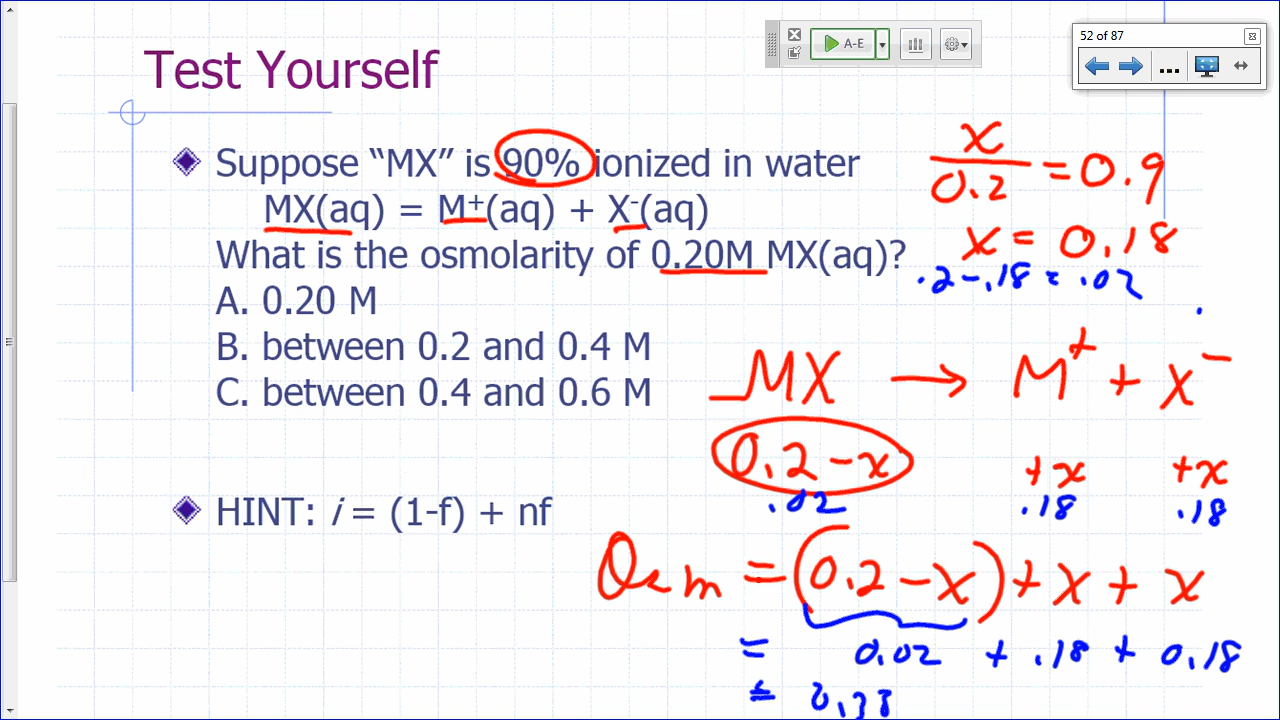 52 of 87
A-E
...
Test Yourself
Suppose “MX” is 90% ionized in water
MX(aq) = M⁺(aq) + X⁻(aq)
What is the osmolarity of 0.20M MX(aq)?
A. 0.20 M
B. between 0.2 and 0.4 M
C. between 0.4 and 0.6 M
HINT: i = (1-f) + nf
x/0.2 = 0.9
x = 0.18
.2 - .18 = .02
MX → M⁺ + X⁻
0.2 - x +x +x
.02 .18 .18
Osm = (0.2 - x) + x + x
= 0.02 + .18 + 0.18